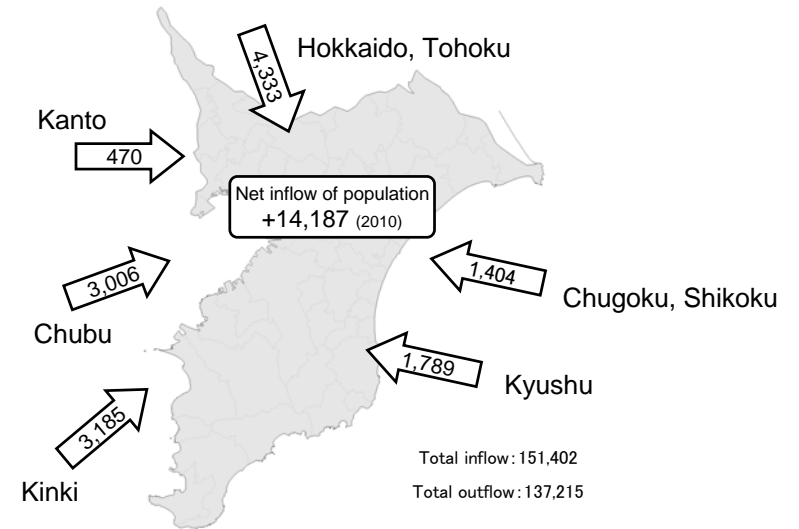 Hokkaido, Tohoku
4,333
Kanto
470
Net inflow of population
+14,187 (2010)
3,006
Chubu
1,404
Chugoku, Shikoku
1,789
Kyushu
3,185
Kinki
Total inflow:151,402
Total outflow:137,215